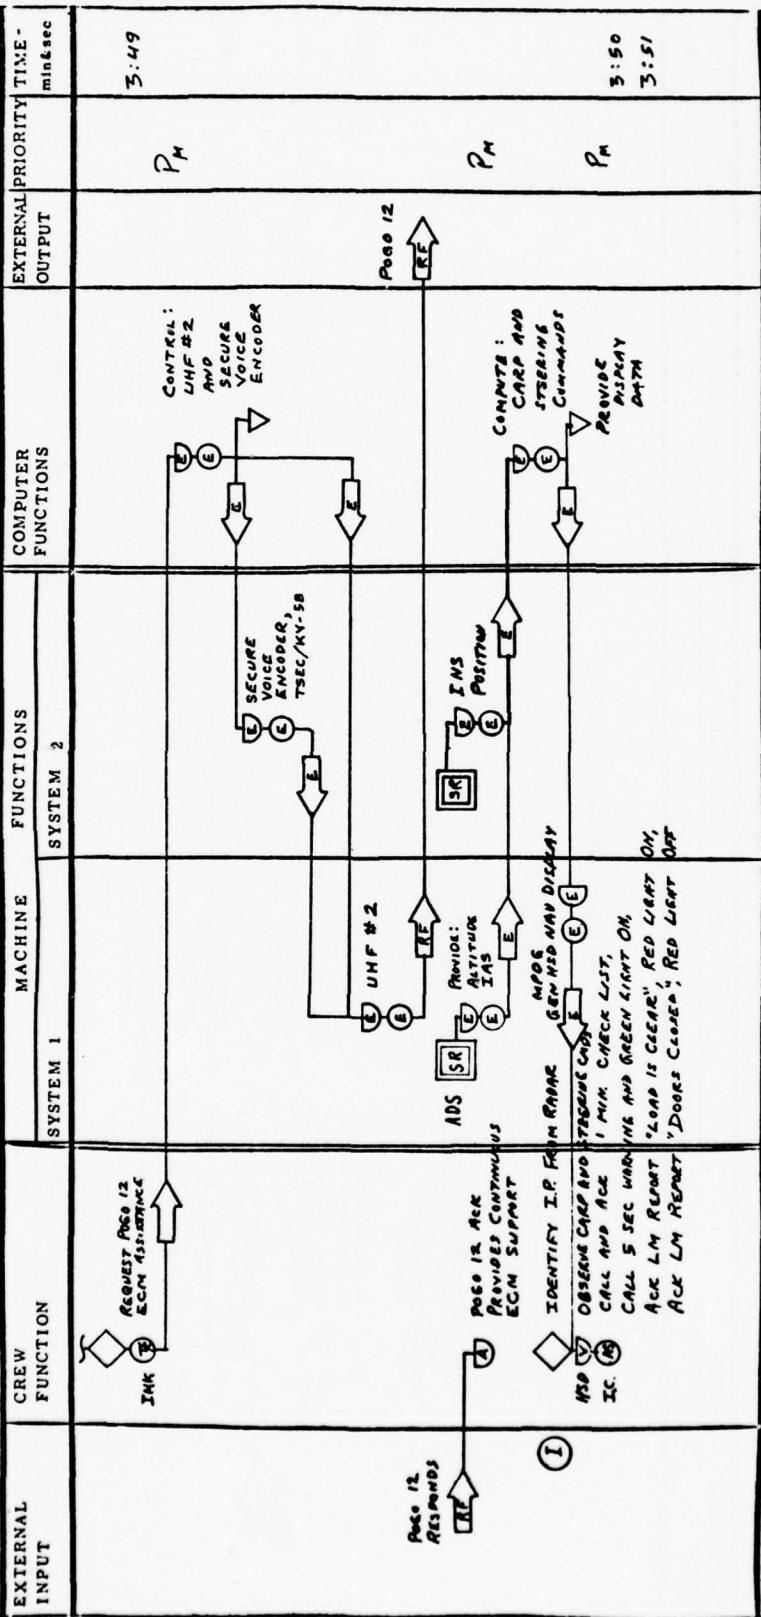 EXTERNAL INPUT
CREW FUNCTION
MACHINE FUNCTIONS
SYSTEM 1
SYSTEM 2
COMPUTER FUNCTIONS
EXTERNAL OUTPUT
PRIORITY
TIME - min&sec
REQUEST POGO 12
ECM ASSISTANCE
TE
IMK
CONTROL:
UHF #2
AND
SECURE
VOICE
ENCODER
E
E
E
E
SECURE
VOICE
ENCODER,
TSEC/KY-58
E
E
E
UHF #2
E
E
RF
POGO 12
RF
PM
3:49
POGO 12
RESPONDS
RF
A
POGO 12 ACK
PROVIDES CONTINUOUS
ECM SUPPORT
ADS
SR
PROVIDE:
ALTITUDE
IAS
E
E
E
SR
INS
POSITION
E
E
E
COMPUTE:
CARP AND
STEERING
COMMANDS
E
E
E
PROVIDE
DISPLAY
DATA
PM
I
IDENTIFY I.P. FROM RADAR
MPDG
GEN HSD NAV DISPLAY
E
E
E
HSD
V
OBSERVE CARP AND STEERING CMDS
I.C.
CALL AND ACK 1 MIN. CHECK LIST,
CALL 5 SEC WARNING AND GREEN LIGHT ON,
ACK LM REPORT "LOAD IS CLEAR", RED LIGHT ON,
ACK LM REPORT "DOORS CLOSED", RED LIGHT OFF
PM
3:50
3:51